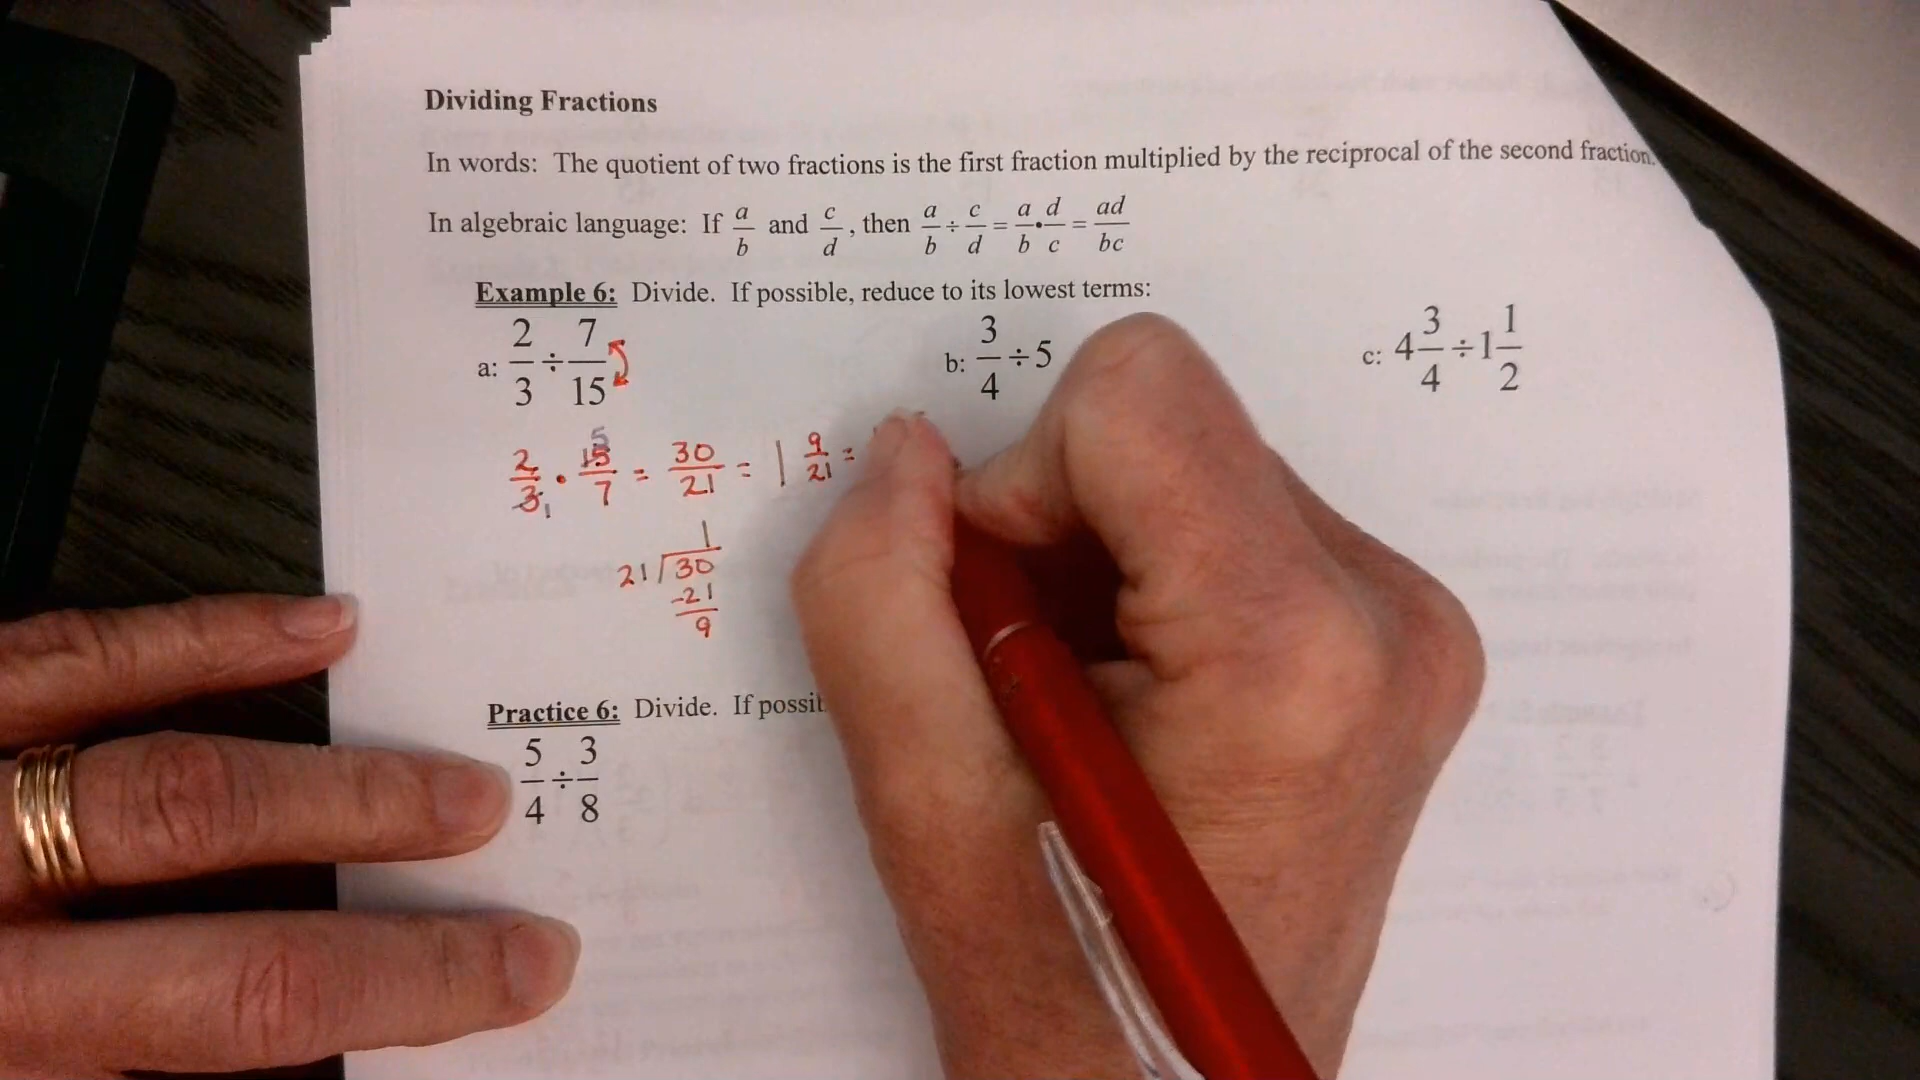 Dividing Fractions
In words: The quotient of two fractions is the first fraction multiplied by the reciprocal of the second fraction.
In algebraic language: If a/b and c/d, then a/b ÷ c/d = a/b • d/c = ad/bc
Example 6: Divide. If possible, reduce to its lowest terms:
a: 2/3 ÷ 7/15 b: 3/4 ÷ 5 c: 4 3/4 ÷ 1 1/2
5
2/3 • 15/7 = 30/21 = 1 9/21 =
1
1
21 30
-21
9
Practice 6: Divide. If
5/4 ÷ 3/8